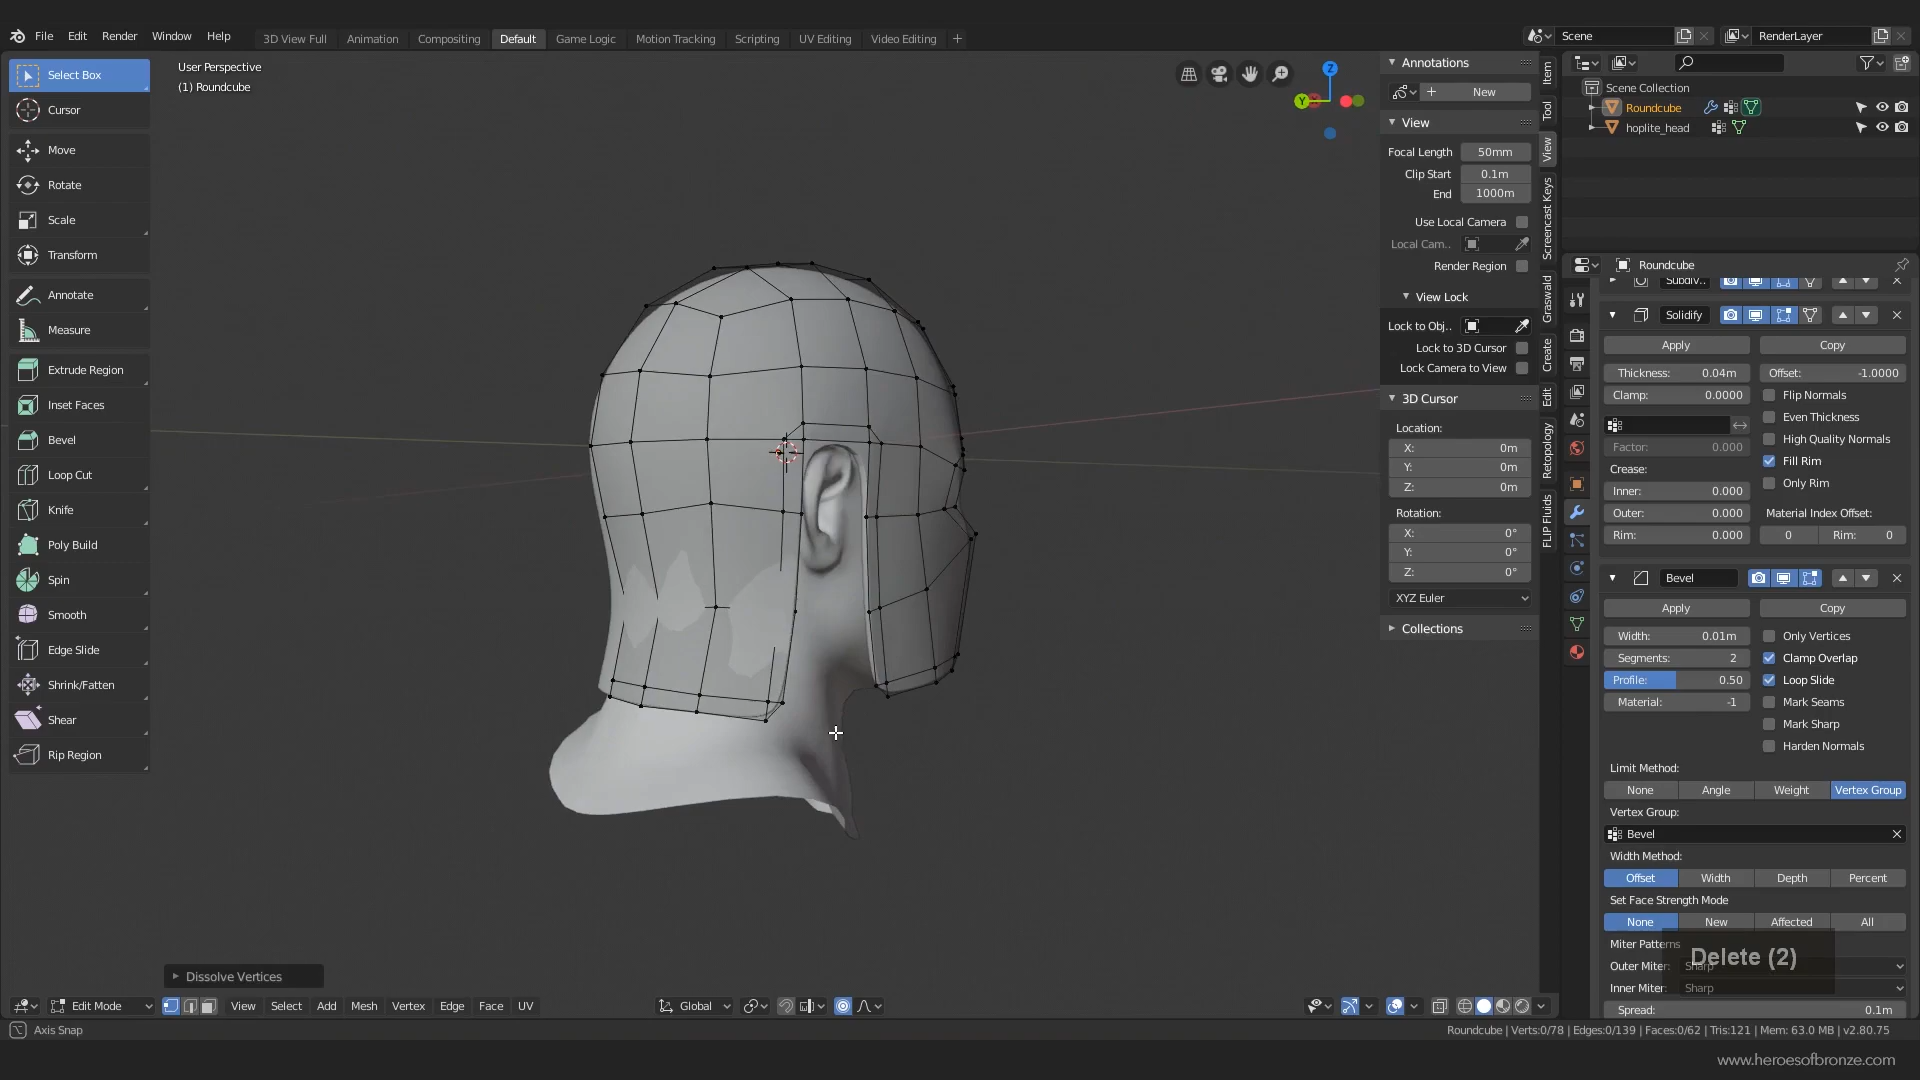 File Edit Render Window Help
3D View Full Animation Compositing Default Game Logic Motion Tracking Scripting UV Editing Video Editing
Scene
RenderLayer
Select Box
Cursor
Move
Rotate
Scale
Transform
Annotate
Measure
Extrude Region
Inset Faces
Bevel
Loop Cut
Knife
Poly Build
Spin
Smooth
Edge Slide
Shrink/Fatten
Shear
Rip Region
User Perspective
(1) Roundcube
Z
Y
Annotations
New
View
Focal Length 50mm
Clip Start 0.1m
End 1000m
Use Local Camera
Local Cam..
Render Region
View Lock
Lock to Obj..
Lock to 3D Cursor
Lock Camera to View
3D Cursor
Location:
X: 0m
Y: 0m
Z: 0m
Rotation:
X: 0°
Y: 0°
Z: 0°
XYZ Euler
Collections
Item
Tool
View
Screencast Keys
Graswald
Create
Edit
Retopology
FLIP Fluids
Scene Collection
Roundcube
hoplite_head
Roundcube
Subdiv..
Solidify
Apply Copy
Thickness: 0.04m Offset: -1.0000
Clamp: 0.0000 Flip Normals
Even Thickness
Factor: 0.000 High Quality Normals
Crease: Fill Rim
Inner: 0.000 Only Rim
Outer: 0.000 Material Index Offset:
Rim: 0.000 0 Rim: 0
Bevel
Apply Copy
Width: 0.01m Only Vertices
Segments: 2 Clamp Overlap
Profile: 0.50 Loop Slide
Material: -1 Mark Seams
Mark Sharp
Harden Normals
Limit Method:
None Angle Weight Vertex Group
Vertex Group:
Bevel
Width Method:
Offset Width Depth Percent
Set Face Strength Mode
None New Affected All
Miter Patterns
Outer Miter: Sharp
Inner Miter: Sharp
Spread: 0.1m
Delete (2)
Dissolve Vertices
Edit Mode View Select Add Mesh Vertex Edge Face UV Global
Axis Snap
Roundcube | Verts:0/78 | Edges:0/139 | Faces:0/62 | Tris:121 | Mem: 63.0 MB | v2.80.75
www.heroesofbronze.com